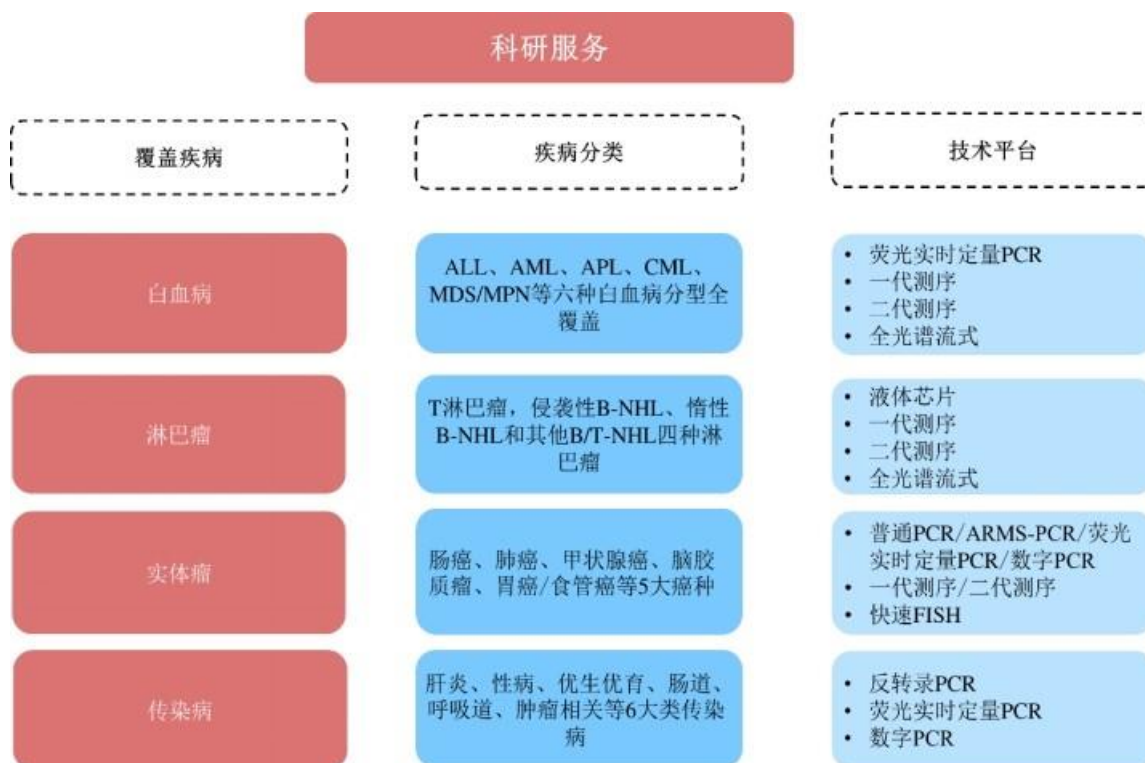 科研服务
覆盖疾病
疾病分类
技术平台
白血病
ALL、AML、APL、CML、
MDS/MPN等六种白血病分型全
覆盖
• 荧光实时定量PCR
• 一代测序
• 二代测序
• 全光谱流式
淋巴瘤
T淋巴瘤，侵袭性B-NHL、惰性
B-NHL和其他B/T-NHL四种淋
巴瘤
• 液体芯片
• 一代测序
• 二代测序
• 全光谱流式
实体瘤
肠癌、肺癌、甲状腺癌、脑胶
质瘤、胃癌/食管癌等5大癌种
• 普通PCR/ARMS-PCR/荧光
实时定量PCR/数字PCR
• 一代测序/二代测序
• 快速FISH
传染病
肝炎、性病、优生优育、肠道、
呼吸道、肿瘤相关等6大类传染
病
• 反转录PCR
• 荧光实时定量PCR
• 数字PCR